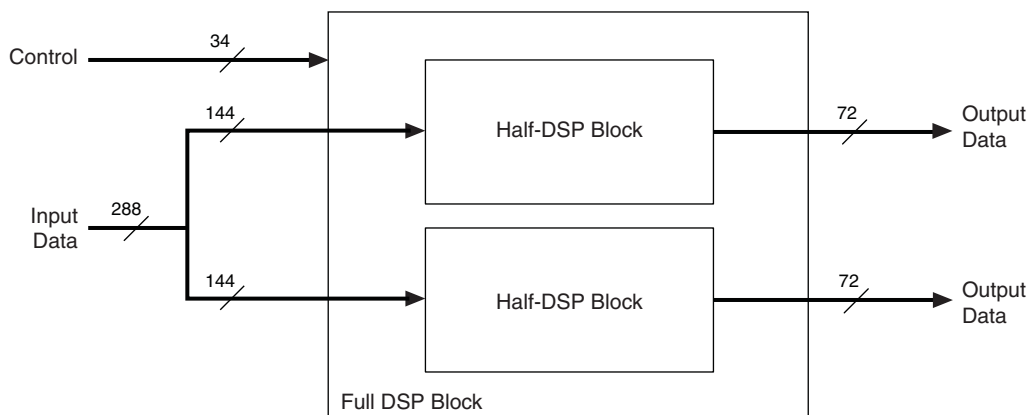 34
Control
144
Half-DSP Block
72
Output
Data
288
Input
Data
144
Half-DSP Block
72
Output
Data
Full DSP Block